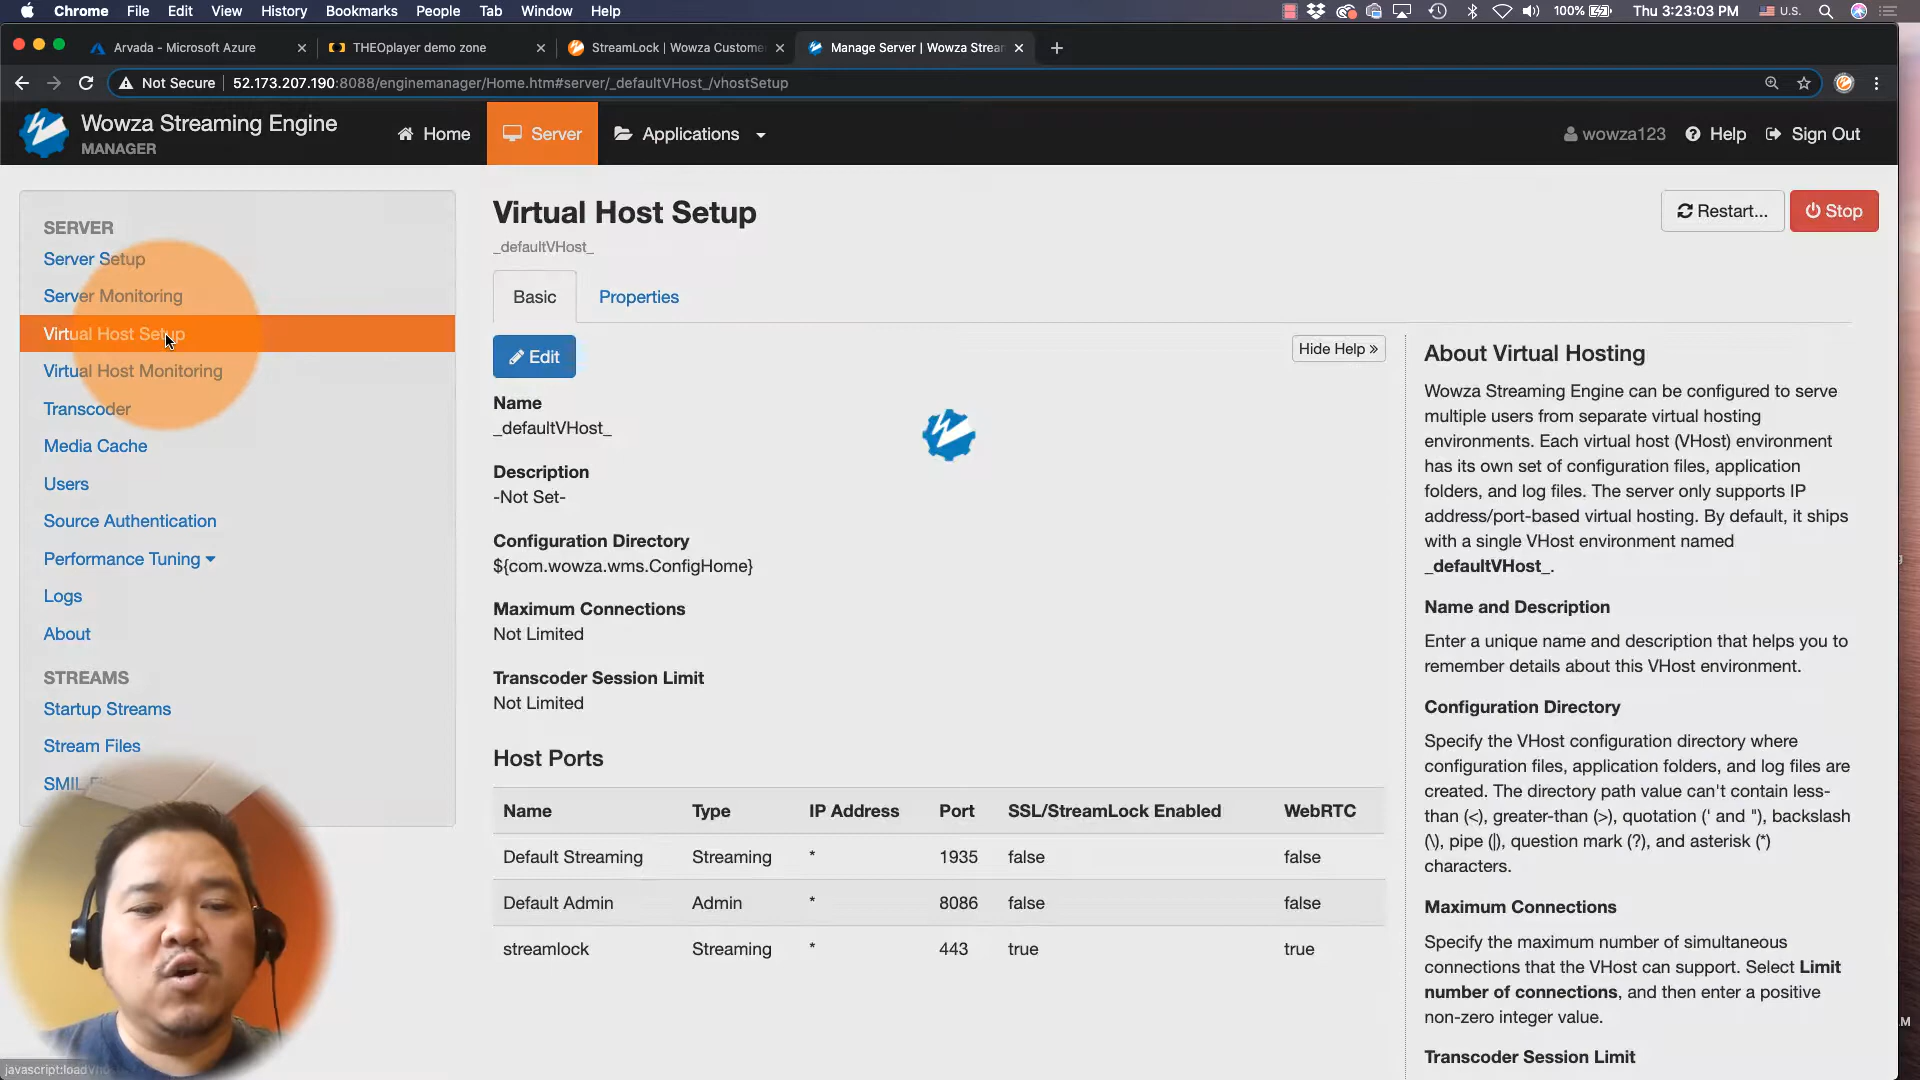 Chrome File Edit View History Bookmarks People Tab Window Help 100% Thu 3:23:03 PM U.S.
Arvada - Microsoft Azure THEOplayer demo zone StreamLock | Wowza Custome Manage Server | Wowza Strea
Not Secure 52.173.207.190:8088/enginemanager/Home.htm#server/_defaultVHost_/vhostSetup
Wowza Streaming Engine
MANAGER
Home Server Applications wowza123 Help Sign Out
SERVER
Server Setup
Server Monitoring
Virtual Host Setup
Virtual Host Monitoring
Transcoder
Media Cache
Users
Source Authentication
Performance Tuning
Logs
About
STREAMS
Startup Streams
Stream Files
SMIL
Virtual Host Setup
_defaultVHost_
Restart... Stop
Basic Properties
Edit
Hide Help »
Name
_defaultVHost_
Description
-Not Set-
Configuration Directory
${com.wowza.wms.ConfigHome}
Maximum Connections
Not Limited
Transcoder Session Limit
Not Limited
Host Ports
Name Type IP Address Port SSL/StreamLock Enabled WebRTC
Default Streaming Streaming * 1935 false false
Default Admin Admin * 8086 false false
streamlock Streaming * 443 true true
About Virtual Hosting
Wowza Streaming Engine can be configured to serve
multiple users from separate virtual hosting
environments. Each virtual host (VHost) environment
has its own set of configuration files, application
folders, and log files. The server only supports IP
address/port-based virtual hosting. By default, it ships
with a single VHost environment named
_defaultVHost_.
Name and Description
Enter a unique name and description that helps you to
remember details about this VHost environment.
Configuration Directory
Specify the VHost configuration directory where
configuration files, application folders, and log files are
created. The directory path value can't contain less-
than (<), greater-than (>), quotation (' and "), backslash
(\), pipe (|), question mark (?), and asterisk (*)
characters.
Maximum Connections
Specify the maximum number of simultaneous
connections that the VHost can support. Select Limit
number of connections, and then enter a positive
non-zero integer value.
Transcoder Session Limit